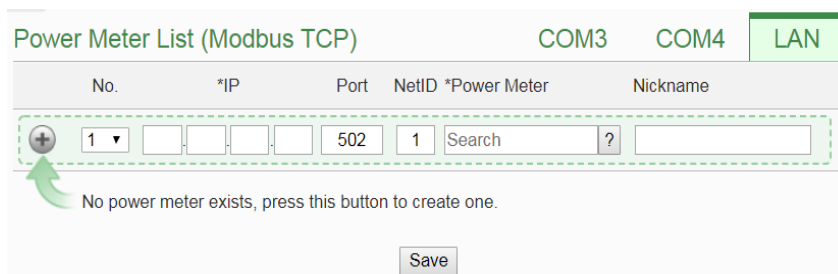 Power Meter List (Modbus TCP) COM3 COM4 LAN
No. *IP Port NetID *Power Meter Nickname
1 . . . 502 1 Search ?
No power meter exists, press this button to create one.
Save